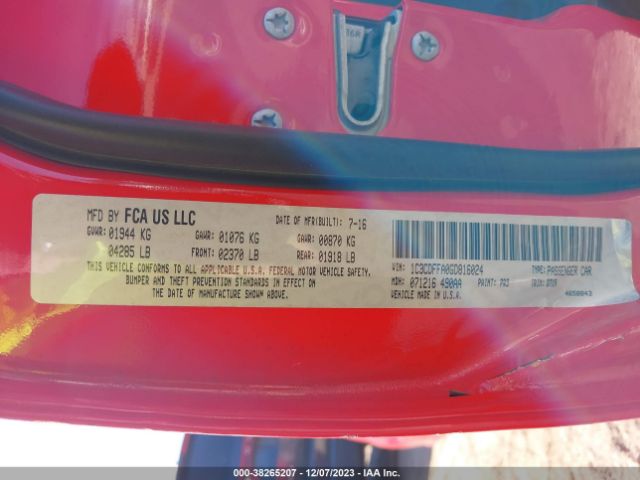 MFD BY FCA US LLC
DATE OF MFR(BUILT): 7-16
GVWR: 01944 KG GAWR: 01076 KG GAWR: 00870 KG
04285 LB FRONT: 02370 LB REAR: 01918 LB
THIS VEHICLE CONFORMS TO ALL APPLICABLE U.S.A. FEDERAL MOTOR VEHICLE SAFETY,
BUMPER AND THEFT PREVENTION STANDARDS IN EFFECT ON
THE DATE OF MANUFACTURE SHOWN ABOVE.
VIN: 1C3CDFFA0GD816024 TYPE: PASSENGER CAR
MDH: 071216 490AA PAINT: TRIM:
VEHICLE MADE IN U.S.A.
000-38265207 - 12/07/2023 - IAA Inc.